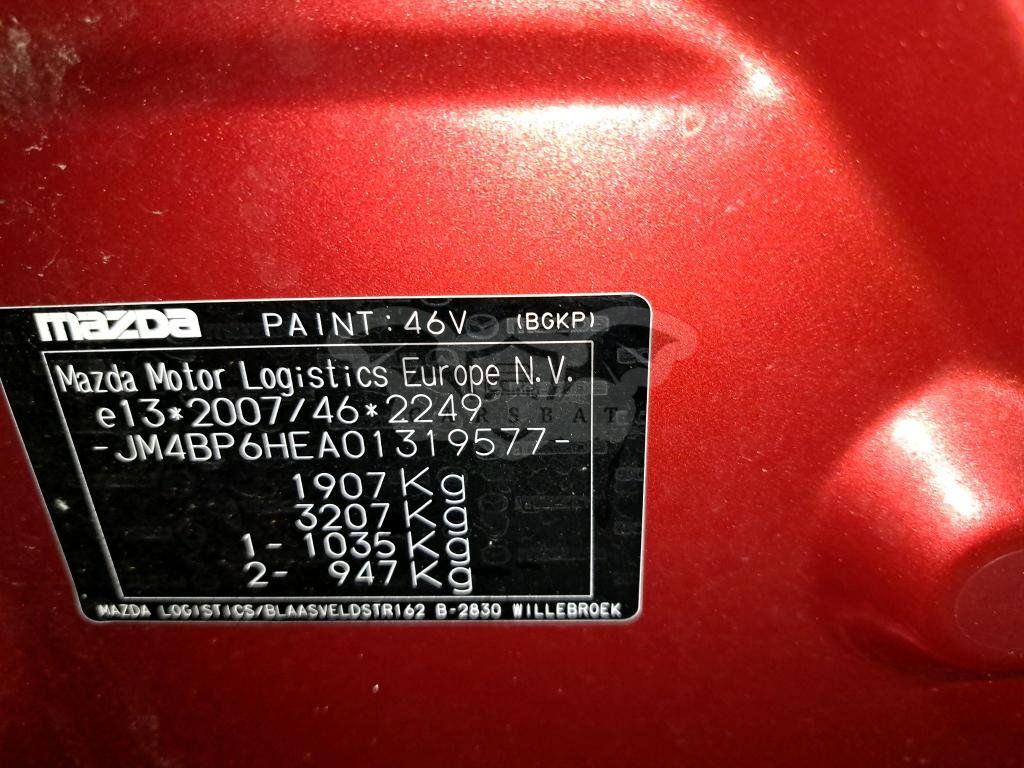 mazda PAINT: 46V (BGKP)
Mazda Motor Logistics Europe N.V.
e13*2007/46*2249
-JM4BP6HEA01319577-
1907Kg
3207Kg
1- 1035Kg
2- 947Kg
MAZDA LOGISTICS/BLAASVELDSTR162 B-2830 WILLEBROEK
CARSBAT